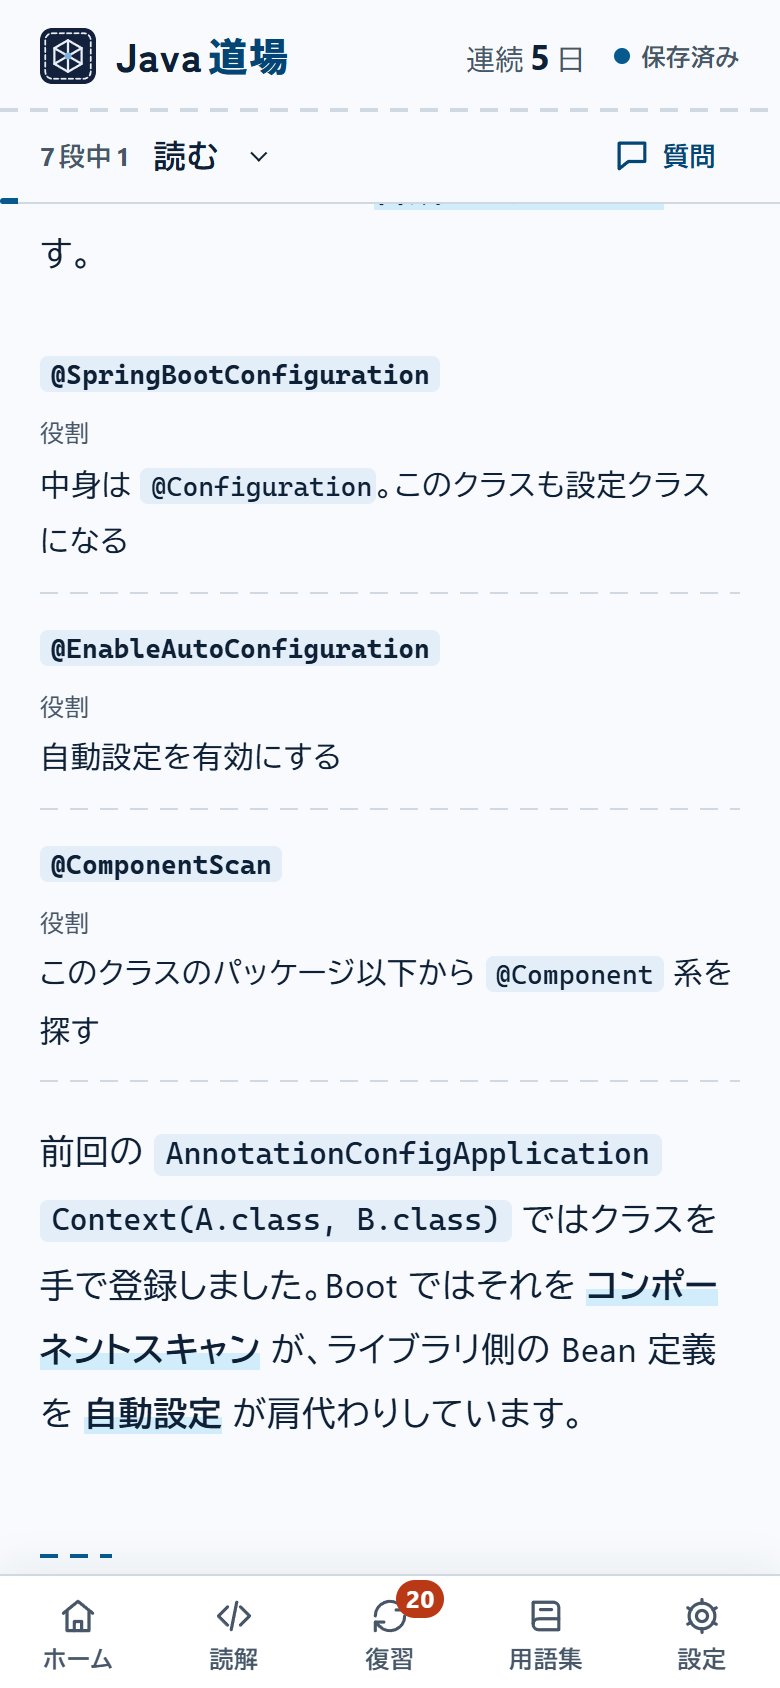 Java道場
連続 5 日
保存済み
7段中1 読む
質問
す。
@SpringBootConfiguration
役割
中身は @Configuration。このクラスも設定クラス
になる
@EnableAutoConfiguration
役割
自動設定を有効にする
@ComponentScan
役割
このクラスのパッケージ以下から @Component 系を
探す
前回の AnnotationConfigApplication
Context(A.class, B.class) ではクラスを
手で登録しました。Boot ではそれを コンポー
ネントスキャン が、ライブラリ側の Bean 定義
を 自動設定 が肩代わりしています。
20
ホーム
読解
復習
用語集
設定